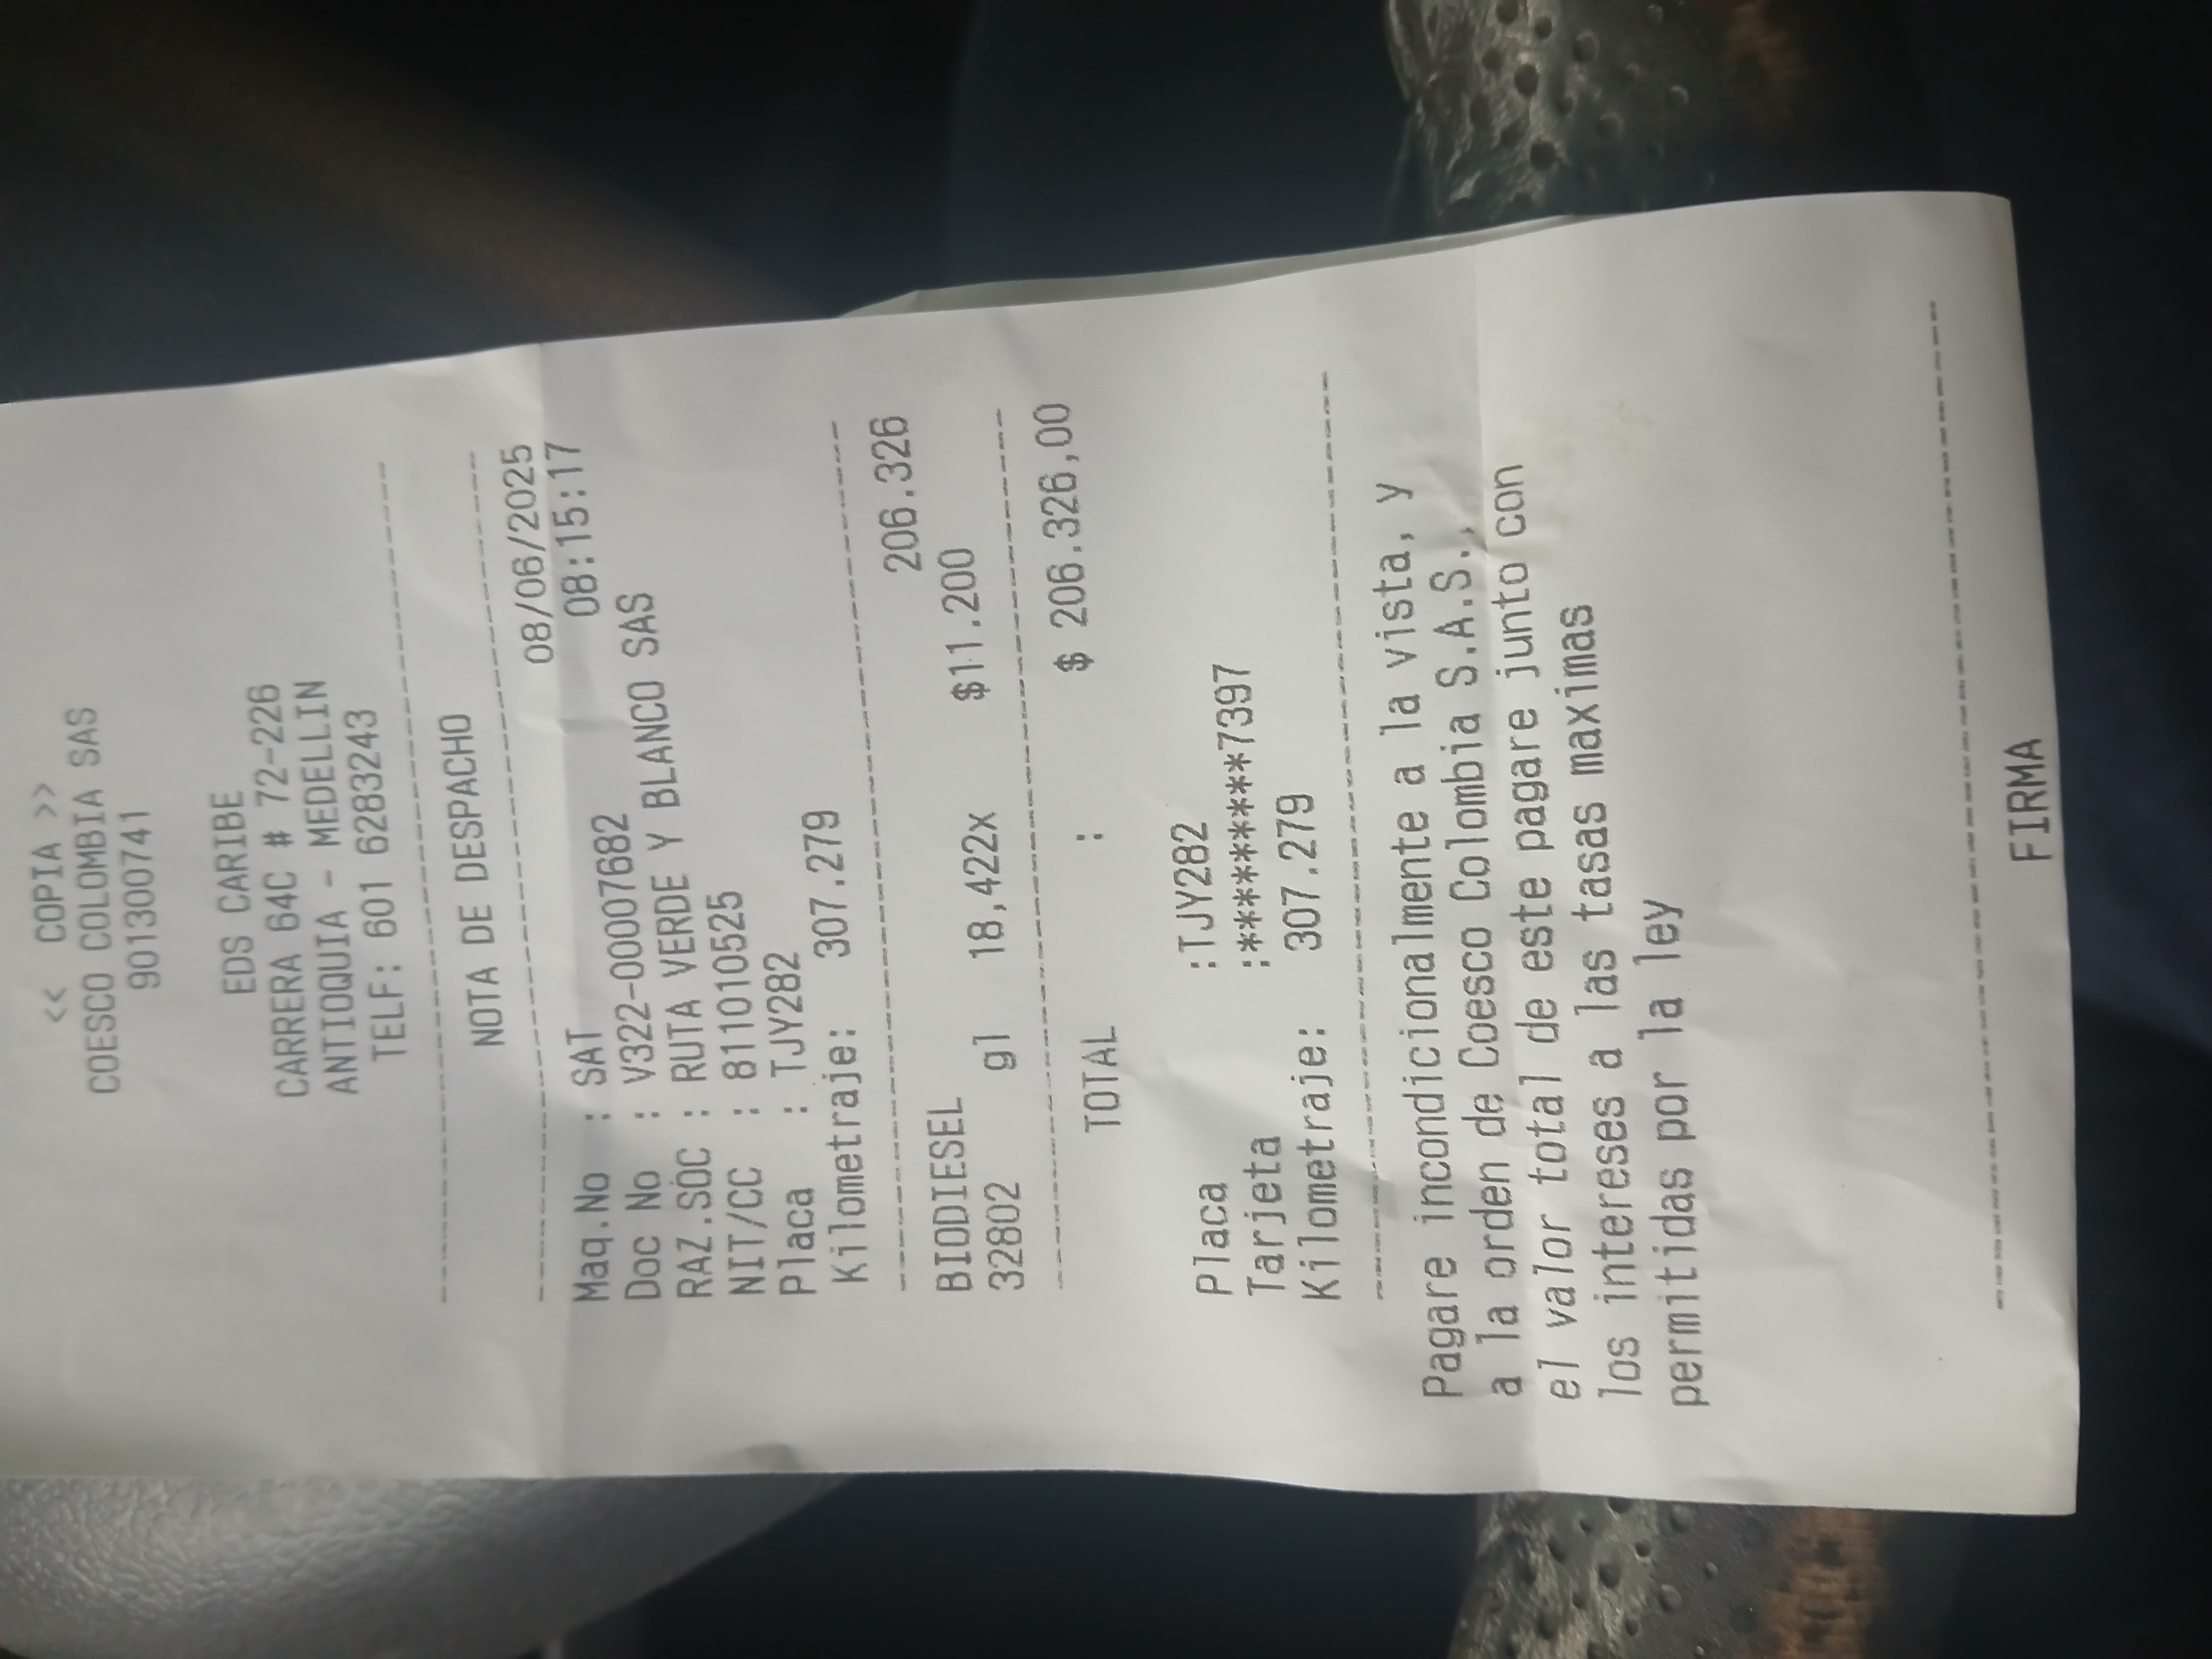 << COPIA >>
COESCO COLOMBIA SAS
901300741
EDS CARIBE
CARRERA 64C # 72-226
ANTIOQUIA - MEDELLIN
TELF: 601 6283243
NOTA DE DESPACHO
08/06/2025
Maq.No : SAT 08:15:17
Doc No : V322-00007682
RAZ.SOC : RUTA VERDE Y BLANCO SAS
NIT/CC : 811010525
Placa : TJY282
Kilometraje: 307.279
BIODIESEL 206.326
32802 gl 18,422x $11.200
TOTAL : $ 206.326,00
Placa :TJY282
Tarjeta :*********7397
Kilometraje: 307.279
Pagare incondicionalmente a la vista, y
a la orden de Coesco Colombia S.A.S.,
el valor total de este pagare junto con
los intereses a las tasas maximas
permitidas por la ley
FIRMA